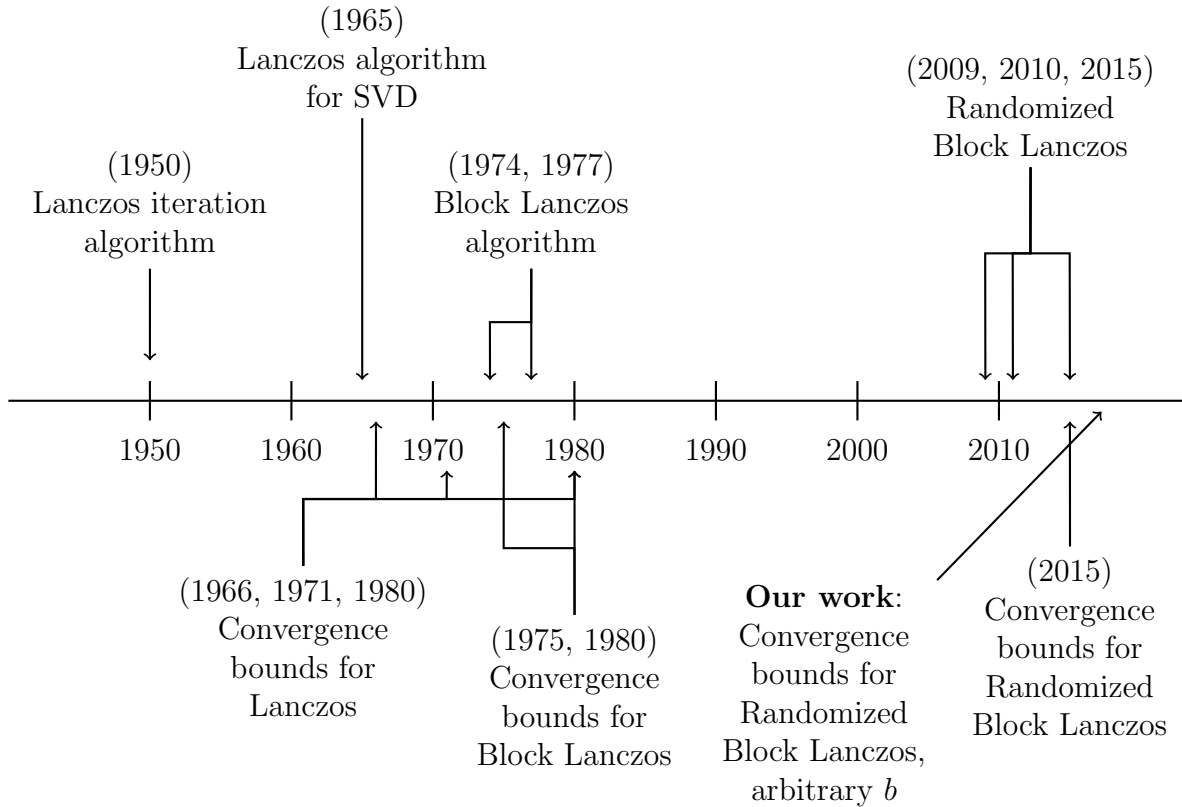 (1965)
Lanczos algorithm
for SVD
(2009, 2010, 2015)
Randomized
Block Lanczos
(1950)
Lanczos iteration
algorithm
(1974, 1977)
Block Lanczos
algorithm
1950 1960 1970 1980 1990 2000 2010
(1966, 1971, 1980)
Convergence
bounds for
Lanczos
(1975, 1980)
Convergence
bounds for
Block Lanczos
Our work:
Convergence
bounds for
Randomized
Block Lanczos,
arbitrary b
(2015)
Convergence
bounds for
Randomized
Block Lanczos